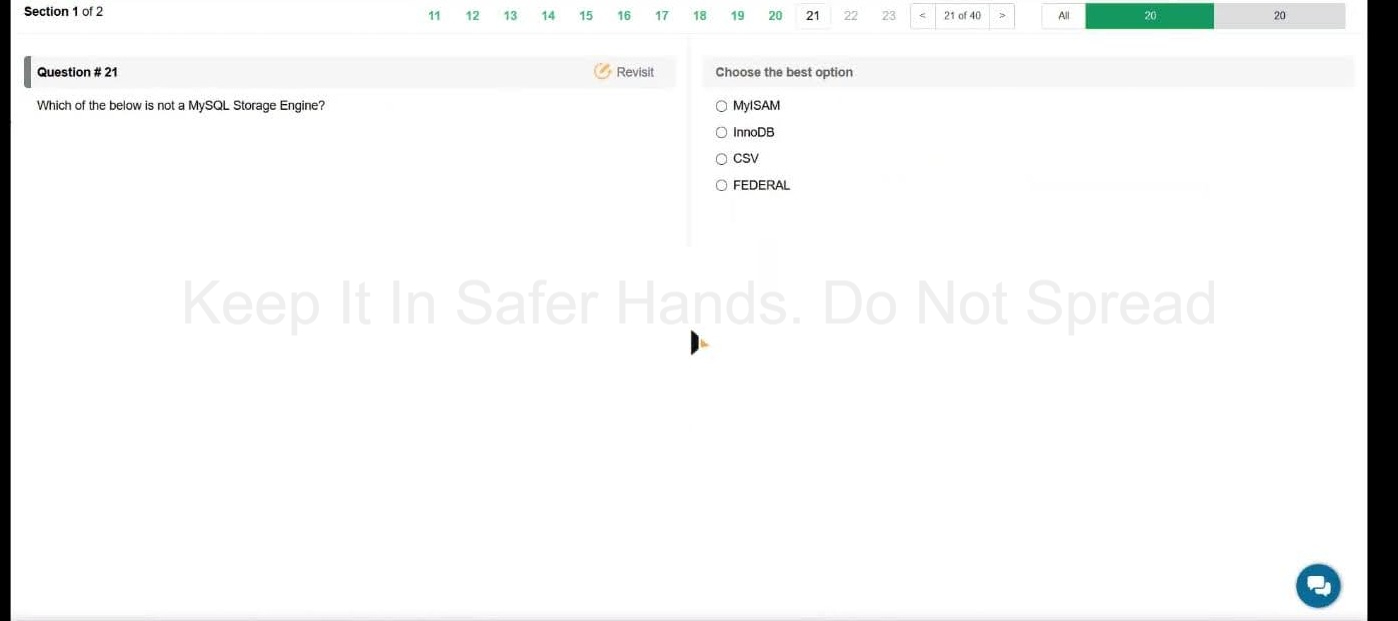 Section 1 of 2
11 12 13 14 15 16 17 18 19 20 21 22 23 < 21 of 40 > All 20 20
Question # 21
Revisit
Which of the below is not a MySQL Storage Engine?
Choose the best option
MyISAM
InnoDB
CSV
FEDERAL
Keep It In Safer Hands. Do Not Spread